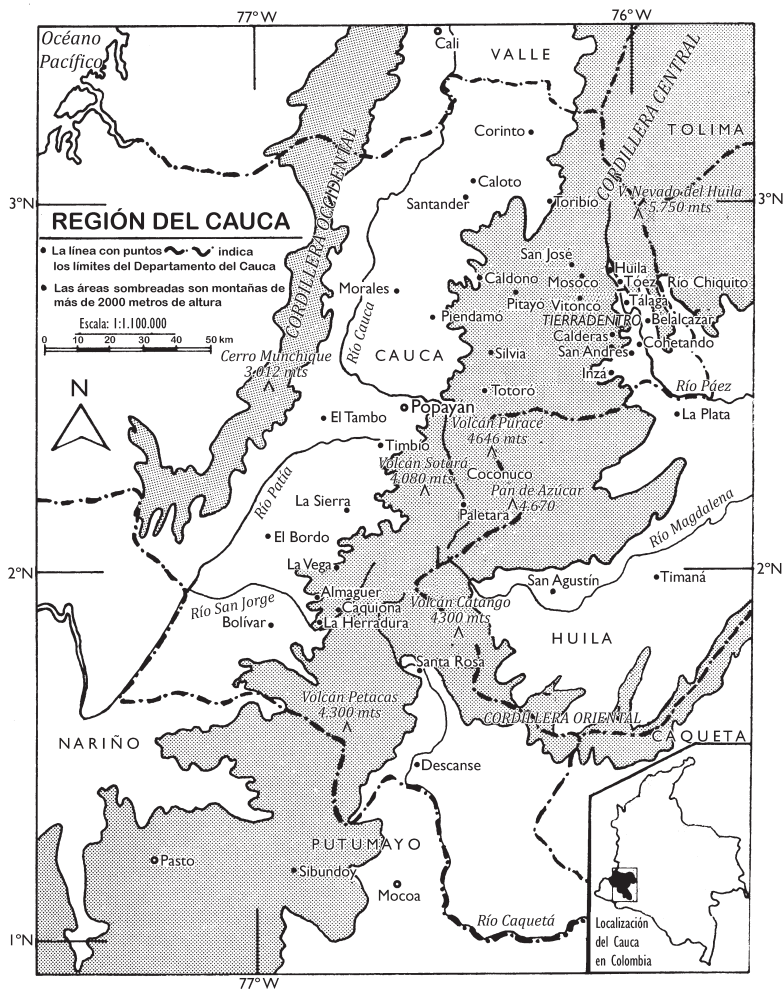 77°W
76°W
Océano
Pacífico
Cali
VALLE
CORDILLERA CENTRAL
Corinto
TOLIMA
CORDILLERA OCCIDENTAL
Caloto
Santander
Toribío
V. Nevado del Huila
5.750 mts
3°N
3°N
REGIÓN DEL CAUCA
La línea con puntos indica
los límites del Departamento del Cauca
Las áreas sombreadas son montañas de
más de 2000 metros de altura
Escala: 1:1.100.000
0 10 20 30 40 50 km
San José
Huila
Caldono
Mosoco
Tóez
Río Chiquito
Morales
Pitayó
Vitoncó
Tálaga
Piendamó
TIERRADENTRO
Belalcazar
Río Cauca
Calderas
Cohetando
CAUCA
Silvia
San Andres
Cerro Munchique
3.012 mts
Inzá
Río Páez
N
Totoró
El Tambo
Popayan
La Plata
Volcán Puracé
4646 mts
Timbío
Volcán Sotará
4.080 mts
Coconuco
Pan de Azúcar
4.670
Río Patía
La Sierra
Paletara
Río Magdalena
El Bordo
2°N
2°N
La Vega
San Agustín
Timaná
Almaguer
Río San Jorge
Caquiona
Volcán Catango
4300 mts
Bolívar
La Herradura
HUILA
Santa Rosa
Volcán Petacas
4.300 mts
CORDILLERA ORIENTAL
NARIÑO
CAQUETA
Descanse
PUTUMAYO
Pasto
Sibundoy
Mocoa
Río Caquetá
Localización
del Cauca
en Colombia
1°N
77°W